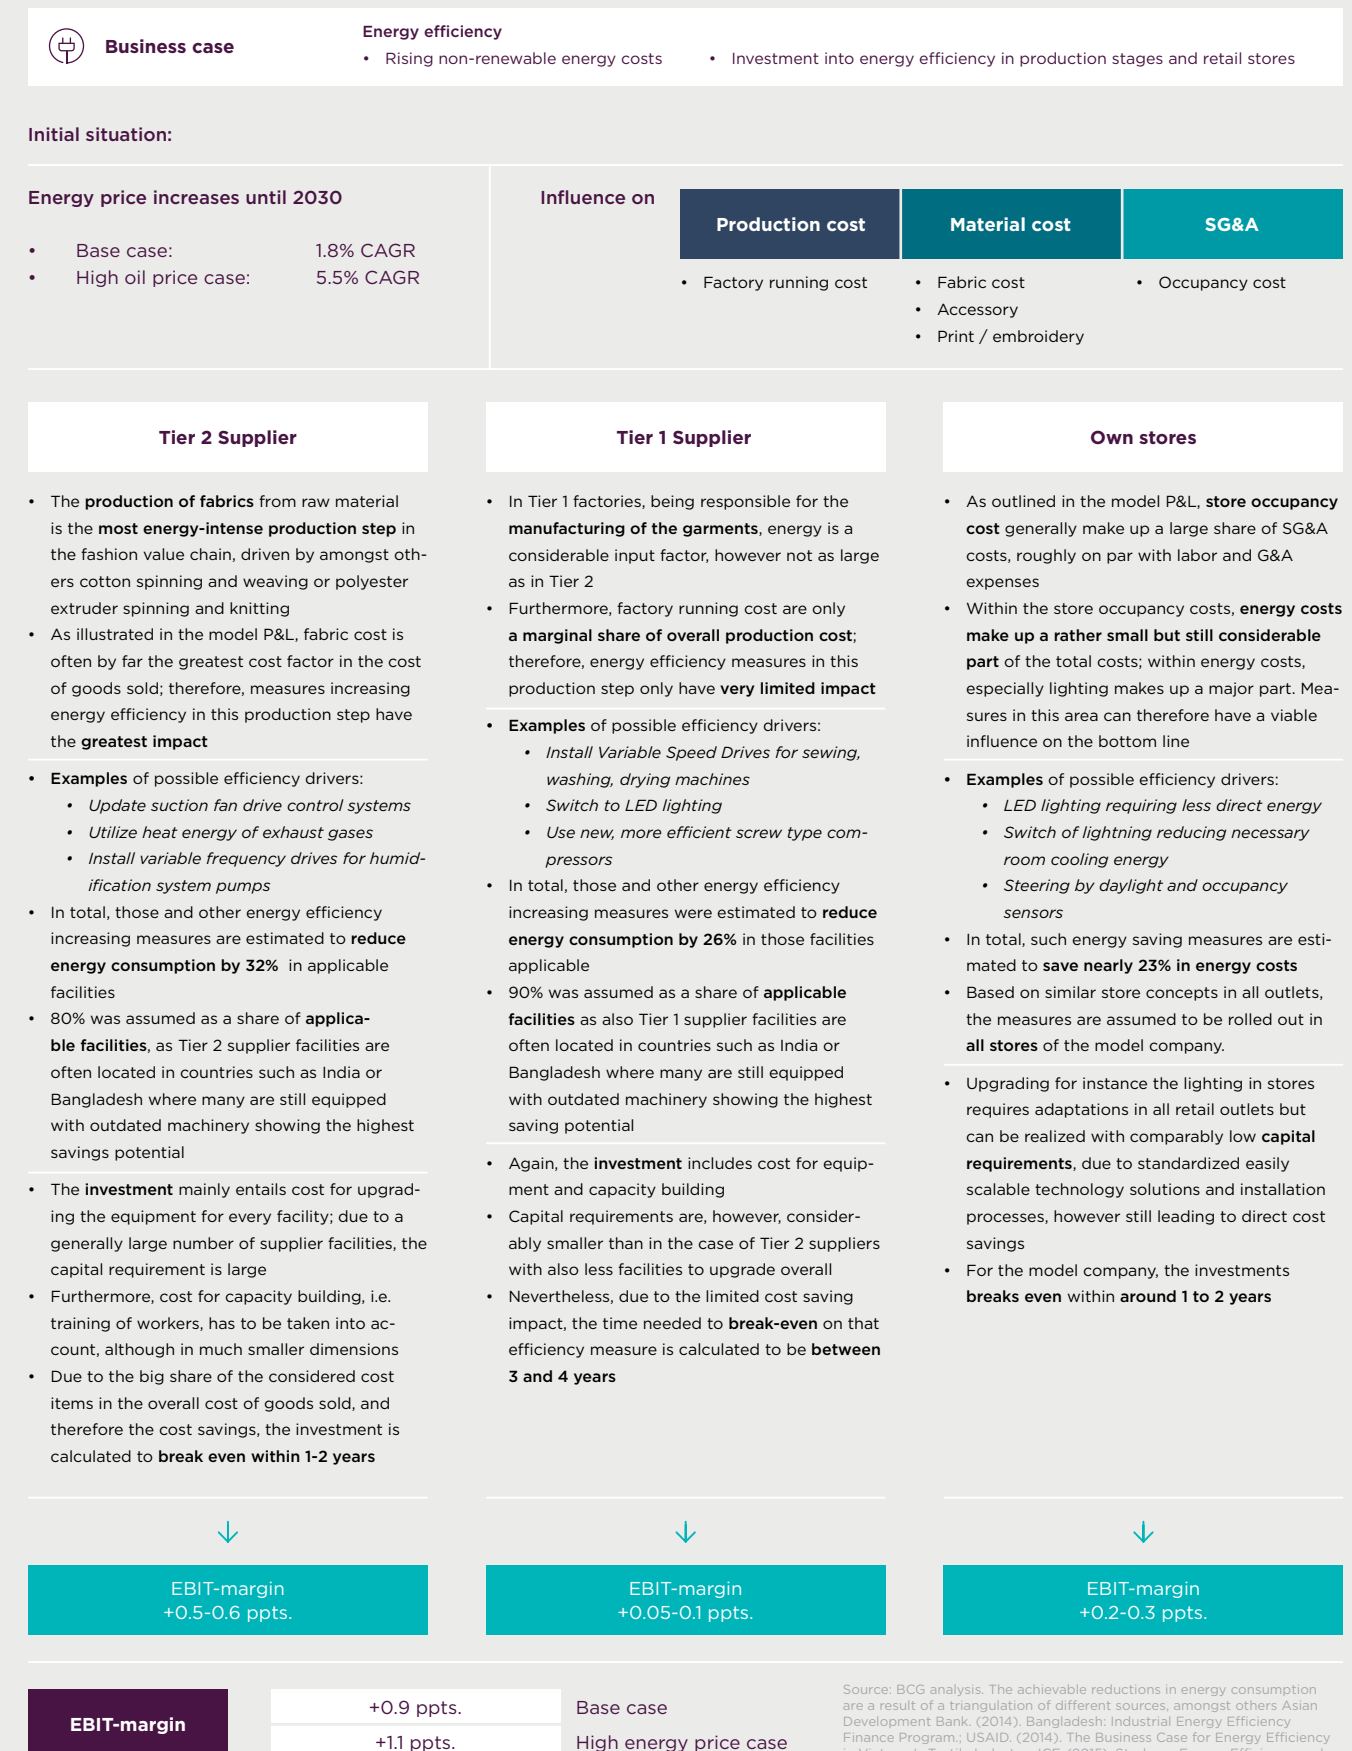 Business case
Energy efficiency
• Rising non-renewable energy costs
• Investment into energy efficiency in production stages and retail stores
Initial situation:
Energy price increases until 2030
• Base case: 1.8% CAGR
• High oil price case: 5.5% CAGR
Influence on
Production cost
• Factory running cost
Material cost
• Fabric cost
• Accessory
• Print / embroidery
SG&A
• Occupancy cost
Tier 2 Supplier
• The production of fabrics from raw material
is the most energy-intense production step in
the fashion value chain, driven by amongst oth-
ers cotton spinning and weaving or polyester
extruder spinning and knitting
• As illustrated in the model P&L, fabric cost is
often by far the greatest cost factor in the cost
of goods sold; therefore, measures increasing
energy efficiency in this production step have
the greatest impact
• Examples of possible efficiency drivers:
• Update suction fan drive control systems
• Utilize heat energy of exhaust gases
• Install variable frequency drives for humid-
ification system pumps
• In total, those and other energy efficiency
increasing measures are estimated to reduce
energy consumption by 32% in applicable
facilities
• 80% was assumed as a share of applica-
ble facilities, as Tier 2 supplier facilities are
often located in countries such as India or
Bangladesh where many are still equipped
with outdated machinery showing the highest
savings potential
• The investment mainly entails cost for upgrad-
ing the equipment for every facility; due to a
generally large number of supplier facilities, the
capital requirement is large
• Furthermore, cost for capacity building, i.e.
training of workers, has to be taken into ac-
count, although in much smaller dimensions
• Due to the big share of the considered cost
items in the overall cost of goods sold, and
therefore the cost savings, the investment is
calculated to break even within 1-2 years
EBIT-margin
+0.5-0.6 ppts.
Tier 1 Supplier
• In Tier 1 factories, being responsible for the
manufacturing of the garments, energy is a
considerable input factor, however not as large
as in Tier 2
• Furthermore, factory running cost are only
a marginal share of overall production cost;
therefore, energy efficiency measures in this
production step only have very limited impact
• Examples of possible efficiency drivers:
• Install Variable Speed Drives for sewing,
washing, drying machines
• Switch to LED lighting
• Use new, more efficient screw type com-
pressors
• In total, those and other energy efficiency
increasing measures were estimated to reduce
energy consumption by 26% in those facilities
applicable
• 90% was assumed as a share of applicable
facilities as also Tier 1 supplier facilities are
often located in countries such as India or
Bangladesh where many are still equipped
with outdated machinery showing the highest
saving potential
• Again, the investment includes cost for equip-
ment and capacity building
• Capital requirements are, however, consider-
ably smaller than in the case of Tier 2 suppliers
with also less facilities to upgrade overall
• Nevertheless, due to the limited cost saving
impact, the time needed to break-even on that
efficiency measure is calculated to be between
3 and 4 years
EBIT-margin
+0.05-0.1 ppts.
Own stores
• As outlined in the model P&L, store occupancy
cost generally make up a large share of SG&A
costs, roughly on par with labor and G&A
expenses
• Within the store occupancy costs, energy costs
make up a rather small but still considerable
part of the total costs; within energy costs,
especially lighting makes up a major part. Mea-
sures in this area can therefore have a viable
influence on the bottom line
• Examples of possible efficiency drivers:
• LED lighting requiring less direct energy
• Switch of lightning reducing necessary
room cooling energy
• Steering by daylight and occupancy
sensors
• In total, such energy saving measures are esti-
mated to save nearly 23% in energy costs
• Based on similar store concepts in all outlets,
the measures are assumed to be rolled out in
all stores of the model company.
• Upgrading for instance the lighting in stores
requires adaptations in all retail outlets but
can be realized with comparably low capital
requirements, due to standardized easily
scalable technology solutions and installation
processes, however still leading to direct cost
savings
• For the model company, the investments
breaks even within around 1 to 2 years
EBIT-margin
+0.2-0.3 ppts.
EBIT-margin
+0.9 ppts. Base case
+1.1 ppts. High energy price case
Source: BCG analysis. The achievable reductions in energy consumption
are a result of a triangulation of different sources, amongst others Asian
Development Bank. (2014). Bangladesh: Industrial Energy Efficiency
Finance Program.; USAID. (2014). The Business Case for Energy Efficiency